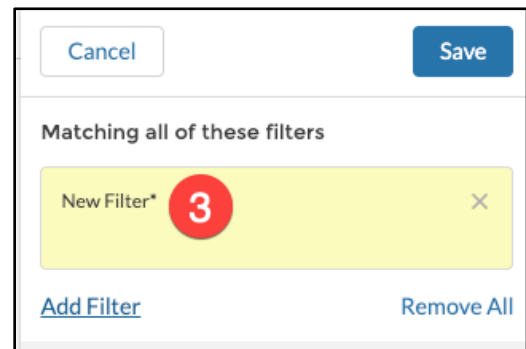 Cancel Save
Matching all of these filters
New Filter* 3 ×
Add Filter Remove All